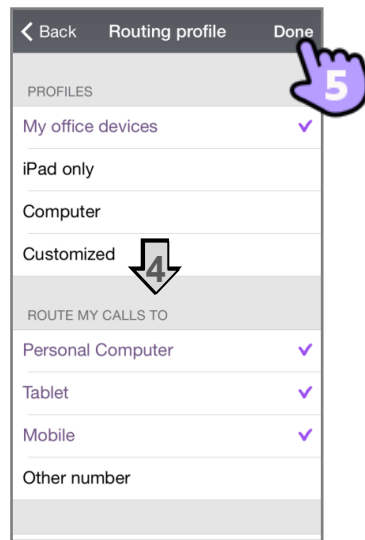 Back Routing profile Done
5
PROFILES
My office devices
iPad only
Computer
Customized
4
ROUTE MY CALLS TO
Personal Computer
Tablet
Mobile
Other number